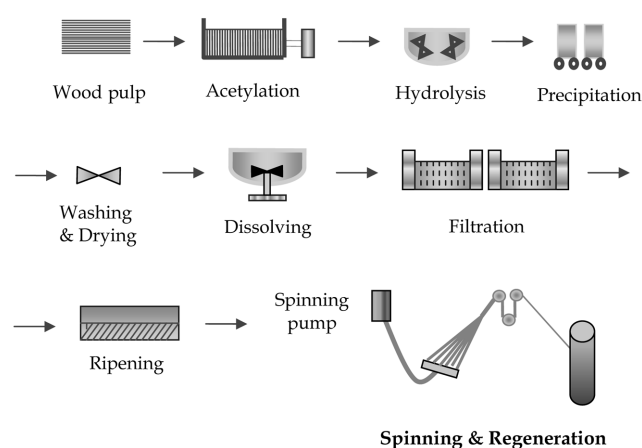 Wood pulp
Acetylation
Hydrolysis
Precipitation
Washing
& Drying
Dissolving
Filtration
Ripening
Spinning
pump
Spinning & Regeneration